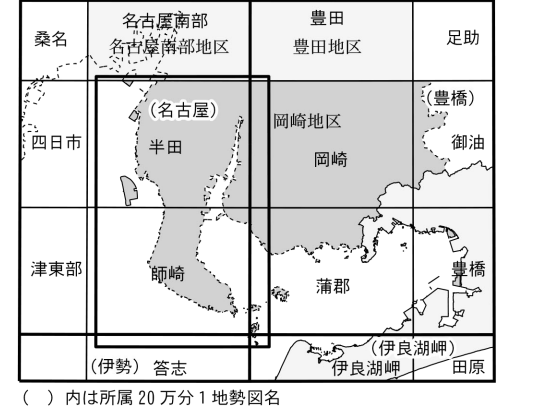 桑名
名古屋南部
名古屋南部地区
豊田
豊田地区
足助
四日市
(名古屋)
半田
岡崎地区
岡崎
(豊橋)
御油
津東部
師崎
蒲郡
豊橋
(伊勢) 答志
(伊良湖岬)
伊良湖岬
田原
( ) 内は所属 20 万分 1 地勢図名